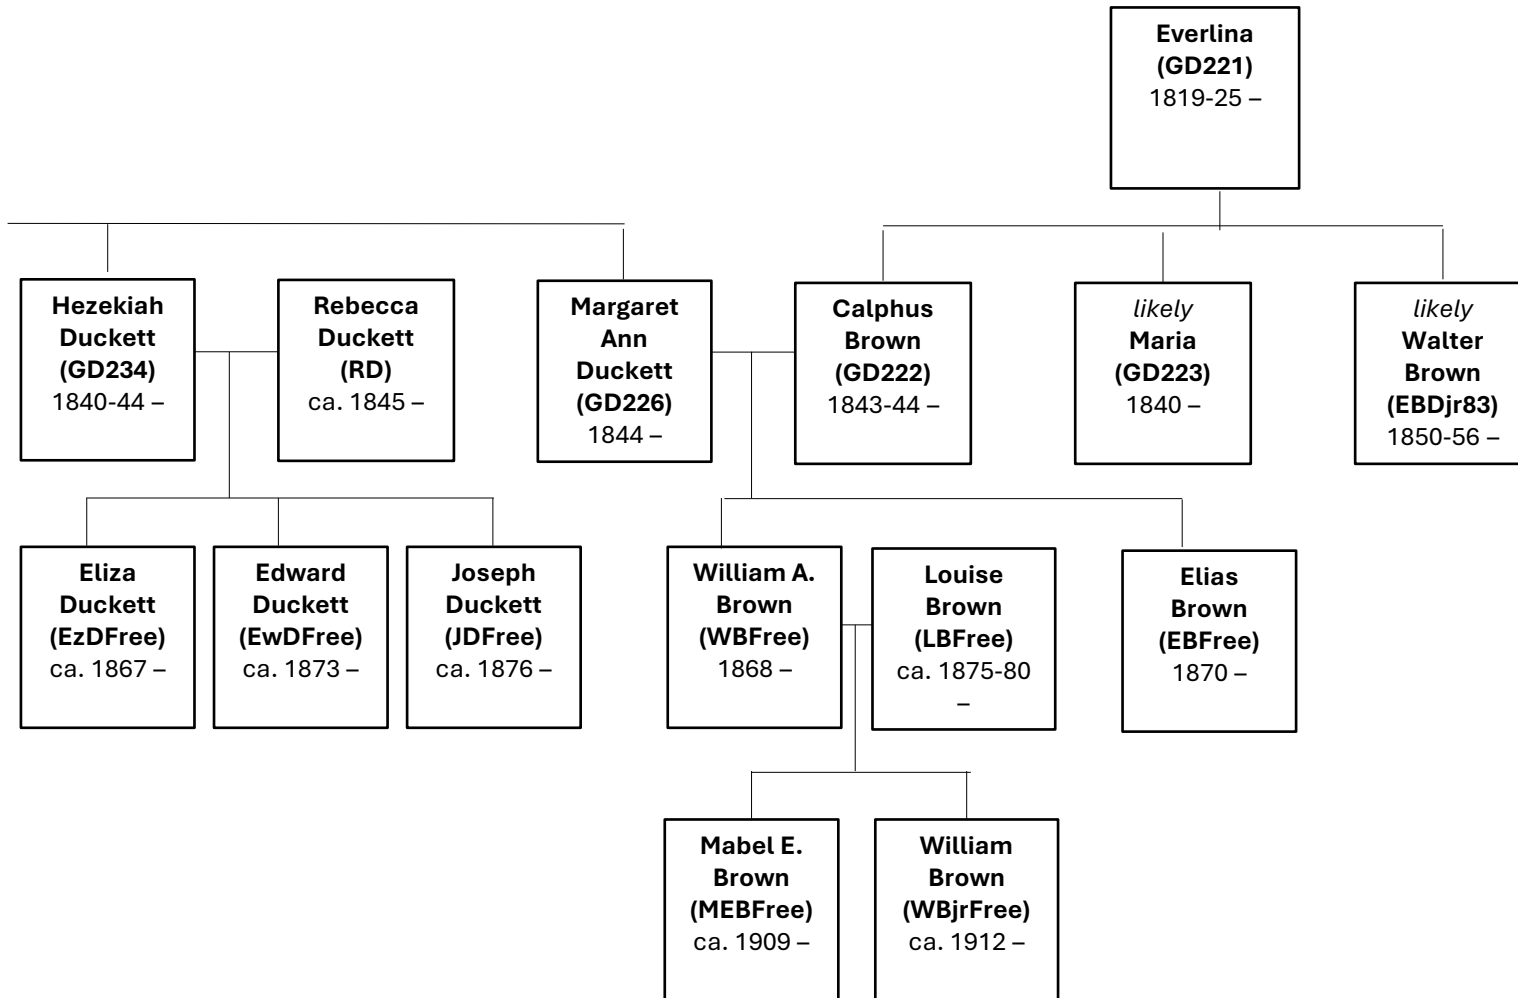 Everlina
(GD221)
1819-25 –
Hezekiah
Duckett
(GD234)
1840-44 –
Rebecca
Duckett
(RD)
ca. 1845 –
Margaret
Ann
Duckett
(GD226)
1844 –
Calphus
Brown
(GD222)
1843-44 –
likely
Maria
(GD223)
1840 –
likely
Walter
Brown
(EBDjr83)
1850-56 –
Eliza
Duckett
(EzDFree)
ca. 1867 –
Edward
Duckett
(EwDFree)
ca. 1873 –
Joseph
Duckett
(JDFree)
ca. 1876 –
William A.
Brown
(WBFree)
1868 –
Louise
Brown
(LBFree)
ca. 1875-80
–
Elias
Brown
(EBFree)
1870 –
Mabel E.
Brown
(MEBFree)
ca. 1909 –
William
Brown
(WBjrFree)
ca. 1912 –